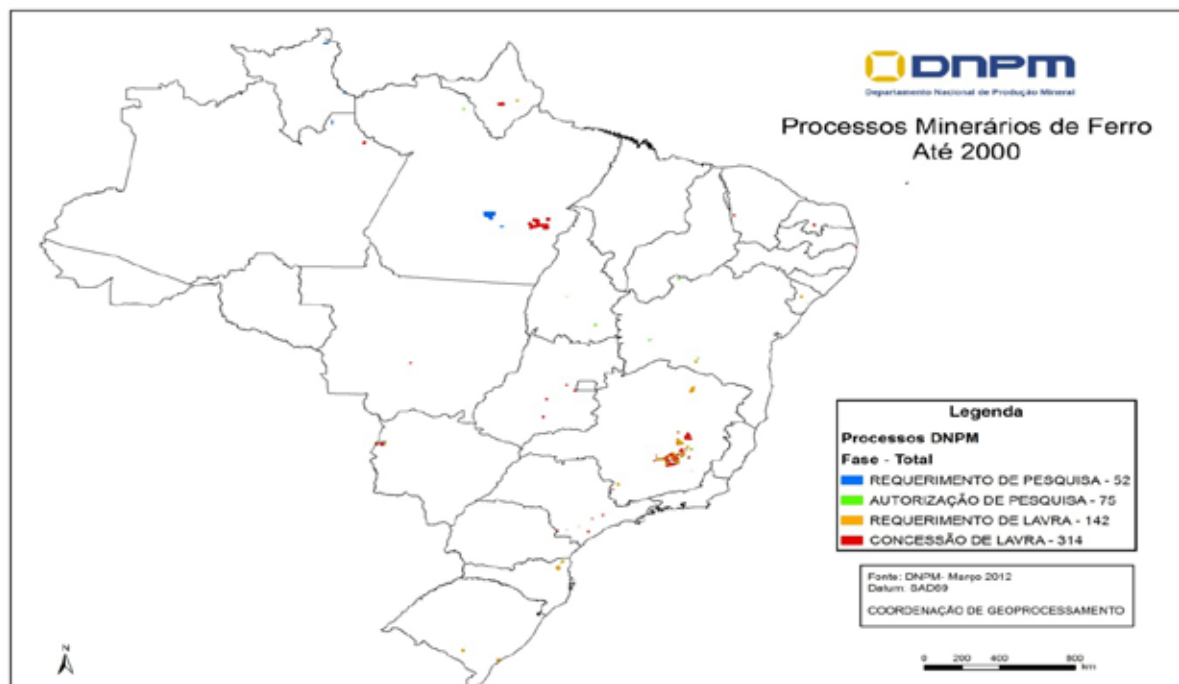 DNPM
Departamento Nacional de Produção Mineral
Processos Minerários de Ferro
Até 2000
Legenda
Processos DNPM
Fase - Total
REQUERIMENTO DE PESQUISA - 52
AUTORIZAÇÃO DE PESQUISA - 75
REQUERIMENTO DE LAVRA - 142
CONCESSÃO DE LAVRA - 314
Fonte: DNPM- Março 2012
Datum: SAD69
COORDENAÇÃO DE GEOPROCESSAMENTO
N
0 200 400 800
km